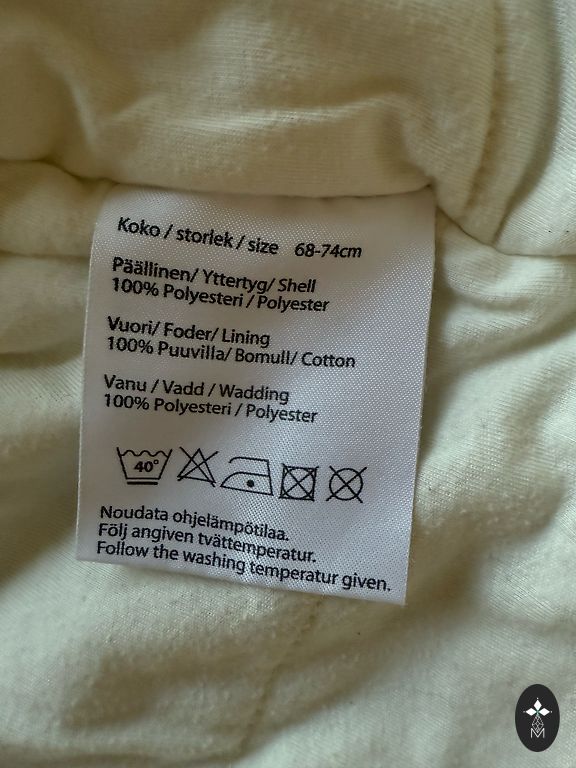 Koko / storlek / size 68-74cm
Päällinen/ Yttertyg/ Shell
100% Polyesteri / Polyester
Vuori/ Foder/ Lining
100% Puuvilla/ Bomull/ Cotton
Vanu / Vadd / Wadding
100% Polyesteri / Polyester
40°
Noudata ohjelämpötilaa.
Följ angiven tvättemperatur.
Follow the washing temperatur given.
M